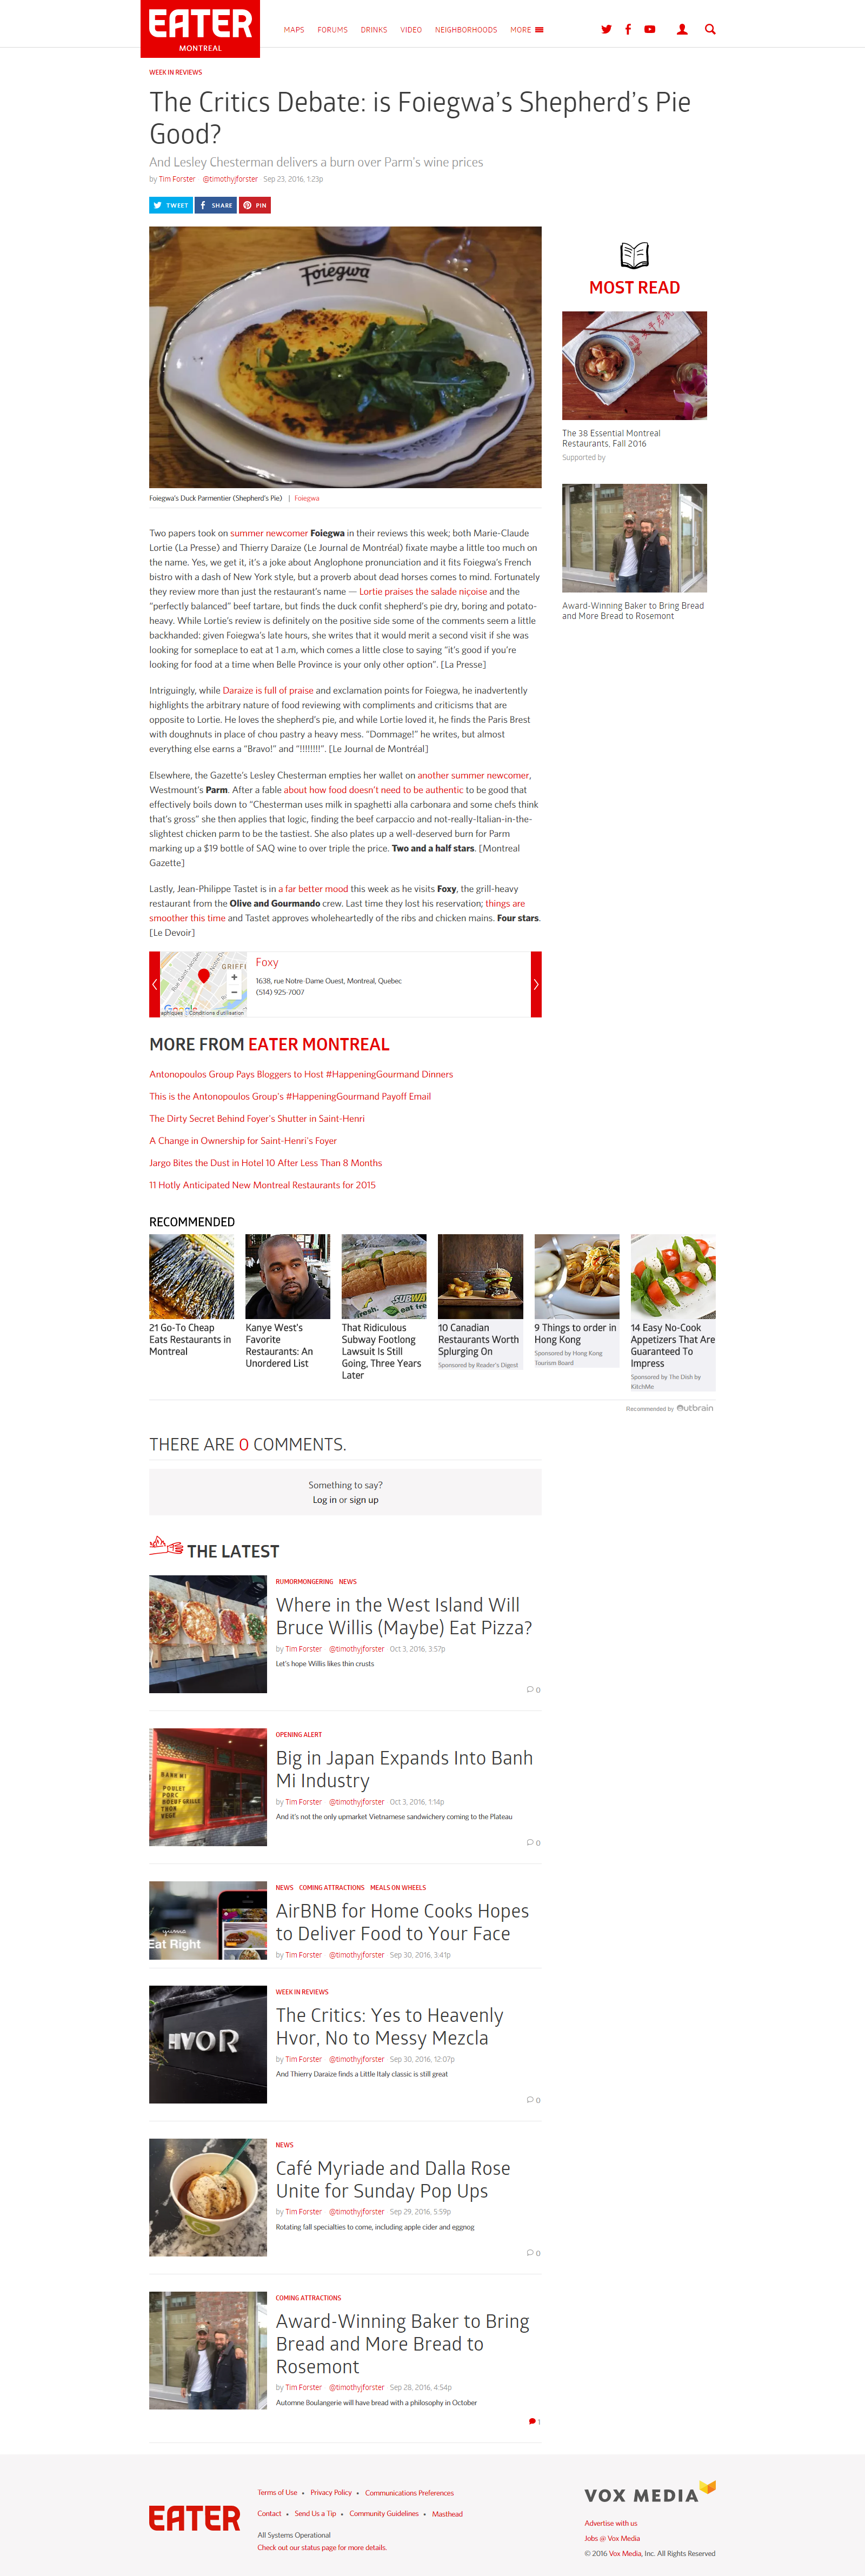 EATER
MONTREAL
MAPS FORUMS DRINKS VIDEO NEIGHBORHOODS MORE
WEEK IN REVIEWS
The Critics Debate: is Foiegwa's Shepherd's Pie
Good?
And Lesley Chesterman delivers a burn over Parm's wine prices
by Tim Forster @timothyjforster Sep 23, 2016, 1:23p
TWEET SHARE PIN
Foiegwa
Foiegwa's Duck Parmentier (Shepherd's Pie) | Foiegwa
MOST READ
The 38 Essential Montreal
Restaurants, Fall 2016
Supported by
Award-Winning Baker to Bring Bread
and More Bread to Rosemont
Two papers took on summer newcomer Foiegwa in their reviews this week; both Marie-Claude
Lortie (La Presse) and Thierry Daraize (Le Journal de Montréal) fixate maybe a little too much on
the name. Yes, we get it, it's a joke about Anglophone pronunciation and it fits Foiegwa's French
bistro with a dash of New York style, but a proverb about dead horses comes to mind. Fortunately
they review more than just the restaurant's name — Lortie praises the salade niçoise and the
"perfectly balanced" beef tartare, but finds the duck confit shepherd's pie dry, boring and potato-
heavy. While Lortie's review is definitely on the positive side some of the comments seem a little
backhanded: given Foiegwa's late hours, she writes that it would merit a second visit if she was
looking for someplace to eat at 1 a.m, which comes a little close to saying "it's good if you're
looking for food at a time when Belle Province is your only other option". [La Presse]
Intriguingly, while Daraize is full of praise and exclamation points for Foiegwa, he inadvertently
highlights the arbitrary nature of food reviewing with compliments and criticisms that are
opposite to Lortie. He loves the shepherd's pie, and while Lortie loved it, he finds the Paris Brest
with doughnuts in place of chou pastry a heavy mess. "Dommage!" he writes, but almost
everything else earns a "Bravo!" and "!!!!!!!!". [Le Journal de Montréal]
Elsewhere, the Gazette's Lesley Chesterman empties her wallet on another summer newcomer,
Westmount's Parm. After a fable about how food doesn't need to be authentic to be good that
effectively boils down to "Chesterman uses milk in spaghetti alla carbonara and some chefs think
that's gross" she then applies that logic, finding the beef carpaccio and not-really-Italian-in-the-
slightest chicken parm to be the tastiest. She also plates up a well-deserved burn for Parm
marking up a $19 bottle of SAQ wine to over triple the price. Two and a half stars. [Montreal
Gazette]
Lastly, Jean-Philippe Tastet is in a far better mood this week as he visits Foxy, the grill-heavy
restaurant from the Olive and Gourmando crew. Last time they lost his reservation; things are
smoother this time and Tastet approves wholeheartedly of the ribs and chicken mains. Four stars.
[Le Devoir]
Rue Saint-Jacques
GRIFFI
+
−
Google
aphiques Conditions d'utilisation
Foxy
1638, rue Notre-Dame Ouest, Montreal, Quebec
(514) 925-7007
MORE FROM EATER MONTREAL
Antonopoulos Group Pays Bloggers to Host #HappeningGourmand Dinners
This is the Antonopoulos Group's #HappeningGourmand Payoff Email
The Dirty Secret Behind Foyer's Shutter in Saint-Henri
A Change in Ownership for Saint-Henri's Foyer
Jargo Bites the Dust in Hotel 10 After Less Than 8 Months
11 Hotly Anticipated New Montreal Restaurants for 2015
RECOMMENDED
21 Go-To Cheap
Eats Restaurants in
Montreal
Kanye West's
Favorite
Restaurants: An
Unordered List
SUBWAY
fresh. eat fre
That Ridiculous
Subway Footlong
Lawsuit Is Still
Going, Three Years
Later
10 Canadian
Restaurants Worth
Splurging On
Sponsored by Reader's Digest
9 Things to order in
Hong Kong
Sponsored by Hong Kong
Tourism Board
14 Easy No-Cook
Appetizers That Are
Guaranteed To
Impress
Sponsored by The Dish by
KitchMe
Recommended by Outbrain
THERE ARE 0 COMMENTS.
Something to say?
Log in or sign up
THE LATEST
RUMORMONGERING NEWS
Where in the West Island Will
Bruce Willis (Maybe) Eat Pizza?
by Tim Forster @timothyjforster Oct 3, 2016, 3:57p
Let's hope Willis likes thin crusts
0
BANH MI
POULET
PORC
BOEUF GRILLE
THON
VEGE
OPENING ALERT
Big in Japan Expands Into Banh
Mi Industry
by Tim Forster @timothyjforster Oct 3, 2016, 1:14p
And it's not the only upmarket Vietnamese sandwichery coming to the Plateau
0
yuma
Eat Right
NEWS COMING ATTRACTIONS MEALS ON WHEELS
AirBNB for Home Cooks Hopes
to Deliver Food to Your Face
by Tim Forster @timothyjforster Sep 30, 2016, 3:41p
HVOR
WEEK IN REVIEWS
The Critics: Yes to Heavenly
Hvor, No to Messy Mezcla
by Tim Forster @timothyjforster Sep 30, 2016, 12:07p
And Thierry Daraize finds a Little Italy classic is still great
0
NEWS
Café Myriade and Dalla Rose
Unite for Sunday Pop Ups
by Tim Forster @timothyjforster Sep 29, 2016, 5:59p
Rotating fall specialties to come, including apple cider and eggnog
0
COMING ATTRACTIONS
Award-Winning Baker to Bring
Bread and More Bread to
Rosemont
by Tim Forster @timothyjforster Sep 28, 2016, 4:54p
Automne Boulangerie will have bread with a philosophy in October
1
EATER
Terms of Use • Privacy Policy • Communications Preferences
Contact • Send Us a Tip • Community Guidelines • Masthead
All Systems Operational
Check out our status page for more details.
VOX MEDIA
Advertise with us
Jobs @ Vox Media
© 2016 Vox Media, Inc. All Rights Reserved